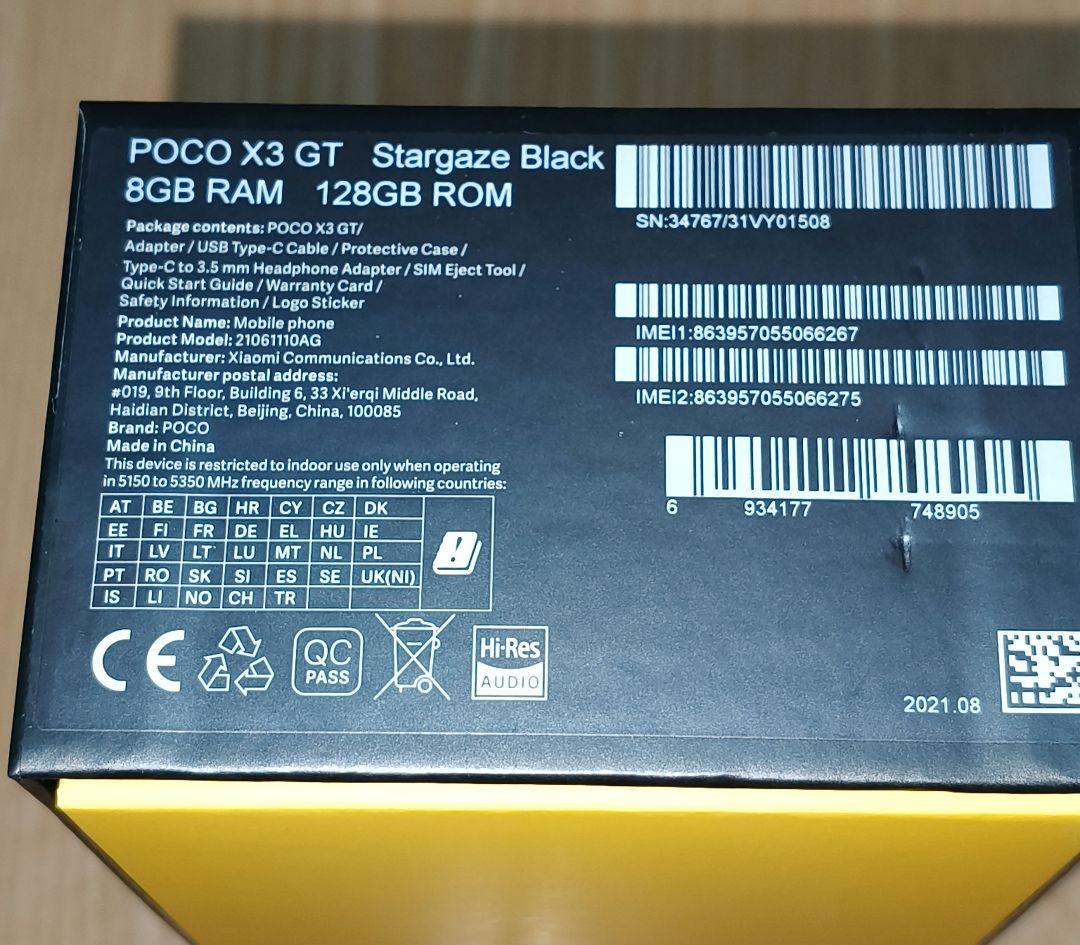 POCO X3 GT Stargaze Black
8GB RAM 128GB ROM
Package contents: POCO X3 GT/
Adapter / USB Type-C Cable / Protective Case /
Type-C to 3.5 mm Headphone Adapter / SIM Eject Tool /
Quick Start Guide / Warranty Card /
Safety Information / Logo Sticker
Product Name: Mobile phone
Product Model: 21061110AG
Manufacturer: Xiaomi Communications Co., Ltd.
Manufacturer postal address:
#019, 9th Floor, Building 6, 33 Xi'erqi Middle Road,
Haidian District, Beijing, China, 100085
Brand: POCO
Made in China
This device is restricted to indoor use only when operating
in 5150 to 5350 MHz frequency range in following countries:
AT BE BG HR CY CZ DK
EE FI FR DE EL HU IE
IT LV LT LU MT NL PL
PT RO SK SI ES SE UK(NI)
IS LI NO CH TR
CE
QC
PASS
Hi-Res
AUDIO
SN:34767/31VY01508
IMEI1:863957055066267
IMEI2:863957055066275
6 934177 748905
2021.08